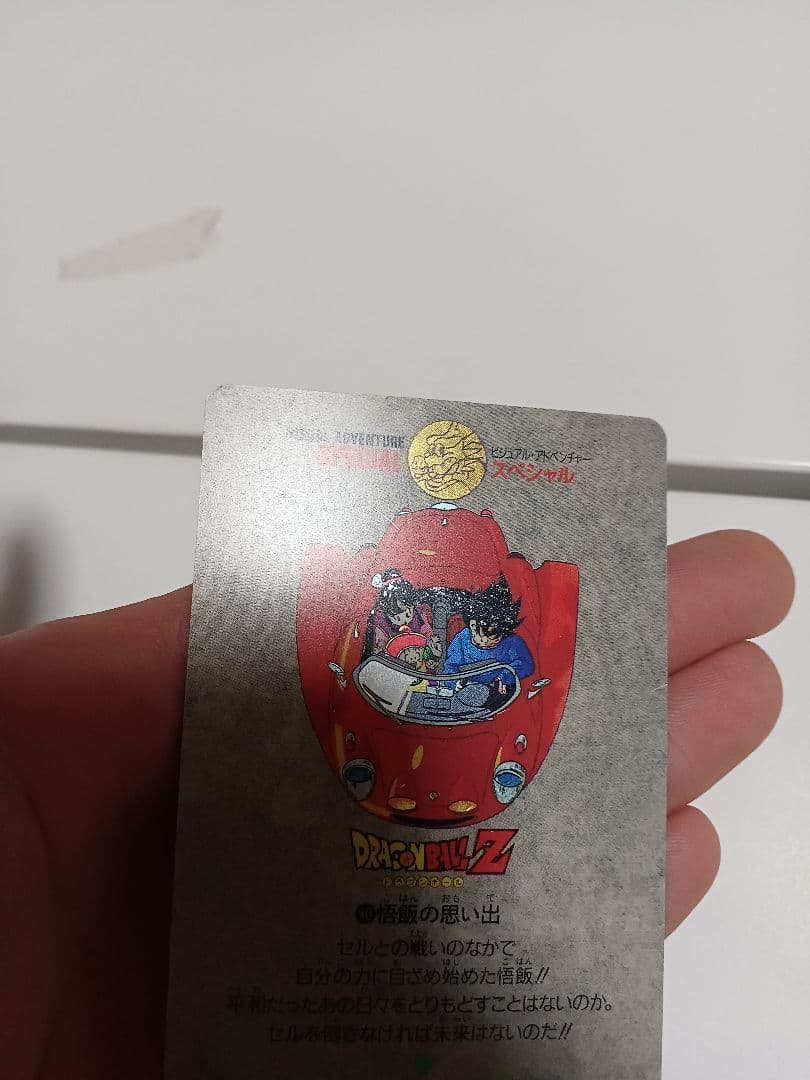 VISUAL ADVENTURE
SPECIAL
ビジュアル・アドベンチャー
スペシャル
DRAGONBALL Z
ドラゴンボール
悟飯の思い出
セルとの戦いのなかで
自分の力に目ざめ始めた悟飯!!
平和だったあの日々をとりもどすことはないのか。
セルを倒さなければ未来はないのだ!!